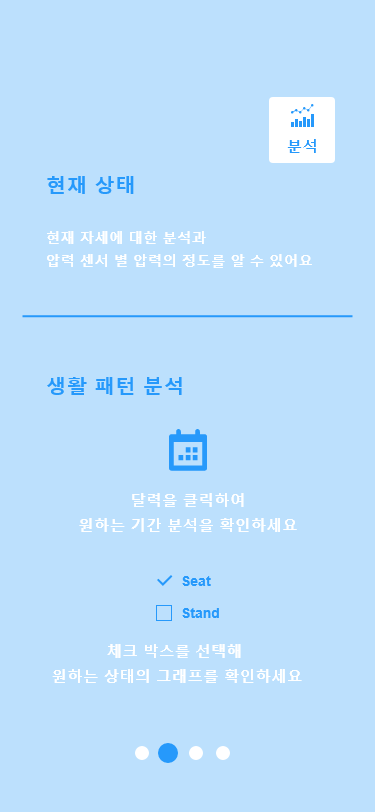 분석
현재 상태
현재 자세에 대한 분석과
압력 센서 별 압력의 정도를 알 수 있어요
생활 패턴 분석
달력을 클릭하여
원하는 기간 분석을 확인하세요
Seat
Stand
체크 박스를 선택해
원하는 상태의 그래프를 확인하세요